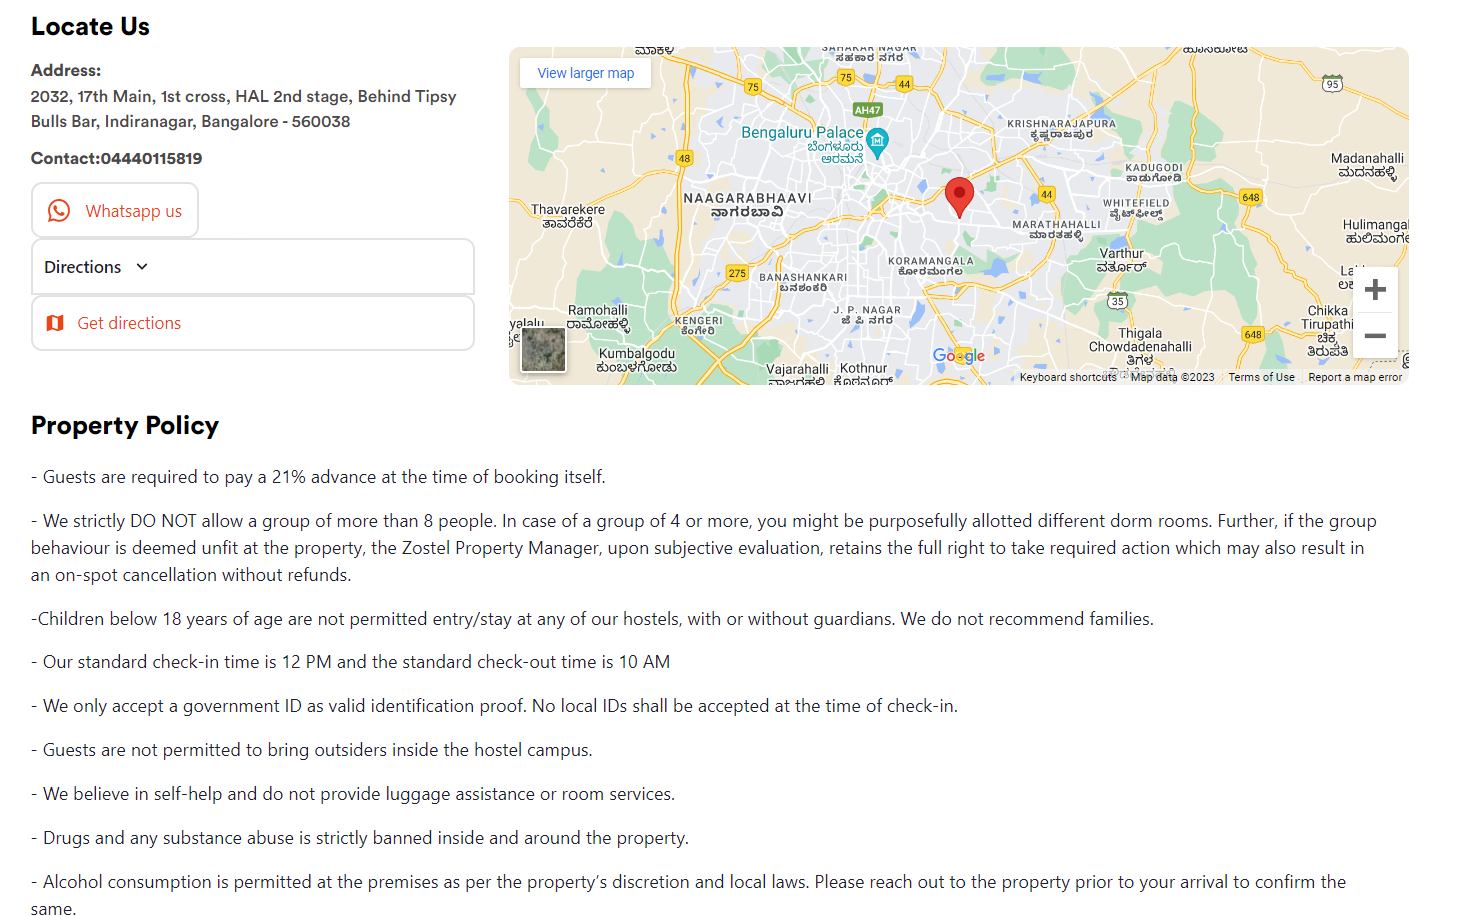 Locate Us
Address:
2032, 17th Main, 1st cross, HAL 2nd stage, Behind Tipsy
Bulls Bar, Indiranagar, Bangalore - 560038
Contact:04440115819
Whatsapp us
Directions
Get directions
View larger map
ಮಾಕಳಿ
SAHAKAR NAGAR
ಸಹಕಾರ ನಗರ
ಹೊಸಕೋಟೆ
75
75
44
95
AH47
Bengaluru Palace
ಬೆಂಗಳೂರು
ಅರಮನೆ
KRISHNARAJAPURA
ಕೃಷ್ಣರಾಜಪುರ
48
Madanahalli
ಮದನಹಳ್ಳಿ
KADUGODI
ಕಾಡುಗೋಡಿ
NAAGARABHAAVI
ನಾಗರಬಾವಿ
44
648
Thavarekere
ತಾವರೆಕೆರೆ
WHITEFIELD
ವೈಟ್‌ಫೀಲ್ಡ್
MARATHAHALLI
ಮಾರತಹಳ್ಳಿ
Hulimangal
Varthur
ವರ್ತೂರ್
KORAMANGALA
ಕೋರಮಂಗಲ
275
BANASHANKARI
ಬನಶಂಕರಿ
35
Ramohalli
ರಾಮೋಹಳ್ಳಿ
J. P. NAGAR
ಜೆ ಪಿ ನಗರ
KENGERI
ಕೆಂಗೇರಿ
Chikka
Tirupathi
ಚಿಕ್ಕ
ತಿರುಪತಿ
648
Thigala
Chowdadenahalli
ತಿಗಳ
Kumbalgodu
ಕುಂಬಳಗೋಡು
Google
Vajarahalli
Kothnur
Keyboard shortcuts
Map data ©2023
Terms of Use
Report a map error
Property Policy
- Guests are required to pay a 21% advance at the time of booking itself.
- We strictly DO NOT allow a group of more than 8 people. In case of a group of 4 or more, you might be purposefully allotted different dorm rooms. Further, if the group
behaviour is deemed unfit at the property, the Zostel Property Manager, upon subjective evaluation, retains the full right to take required action which may also result in
an on-spot cancellation without refunds.
-Children below 18 years of age are not permitted entry/stay at any of our hostels, with or without guardians. We do not recommend families.
- Our standard check-in time is 12 PM and the standard check-out time is 10 AM
- We only accept a government ID as valid identification proof. No local IDs shall be accepted at the time of check-in.
- Guests are not permitted to bring outsiders inside the hostel campus.
- We believe in self-help and do not provide luggage assistance or room services.
- Drugs and any substance abuse is strictly banned inside and around the property.
- Alcohol consumption is permitted at the premises as per the property’s discretion and local laws. Please reach out to the property prior to your arrival to confirm the
same.